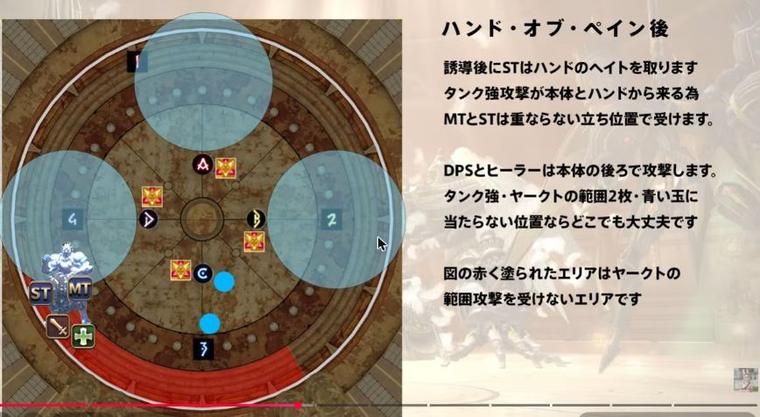 ハンド・オブ・ペイン後
誘導後にSTはハンドのヘイトを取ります
タンク強攻撃が本体とハンドから来る為
MTとSTは重ならない立ち位置で受けます。
DPSとヒーラーは本体の後ろで攻撃します。
タンク強・ヤークトの範囲2枚・青い玉に
当たらない位置ならどこでも大丈夫です
図の赤く塗られたエリアはヤークトの
範囲攻撃を受けないエリアです
1
A
4
D
B
2
C
ST
MT
3